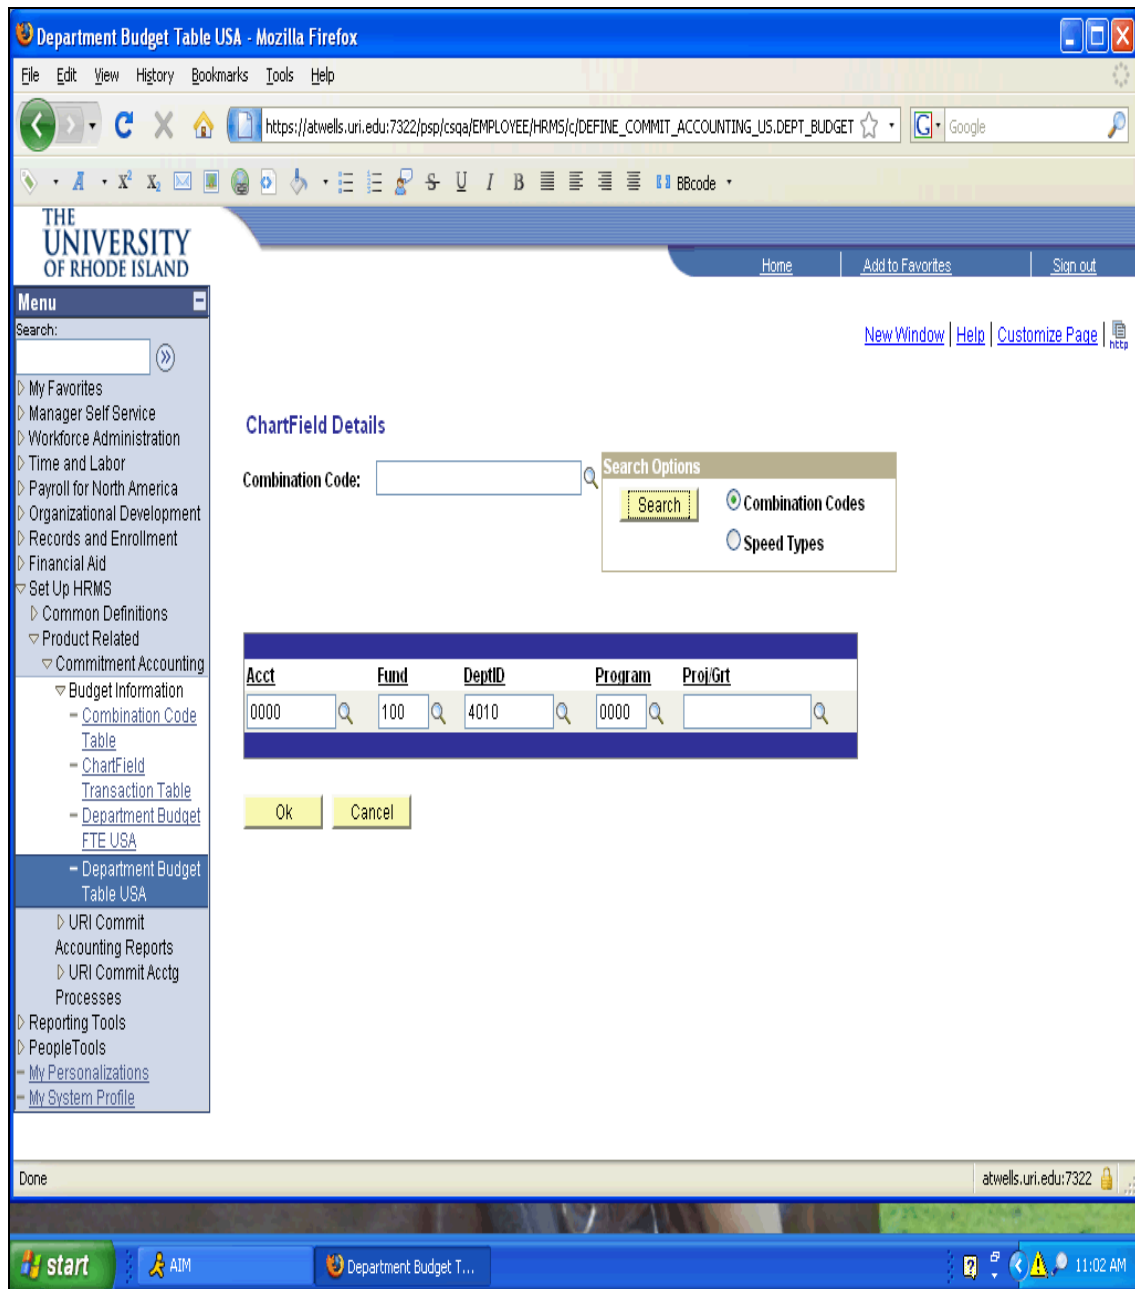 Department Budget Table USA - Mozilla Firefox
File Edit View History Bookmarks Tools Help
https://atwells.uri.edu:7322/psp/csqa/EMPLOYEE/HRMS/c/DEFINE_COMMIT_ACCOUNTING_US.DEPT_BUDGET
G Google
A X² X₂ S U I B BBcode
THE
UNIVERSITY
OF RHODE ISLAND
Home Add to Favorites Sign out
Menu
Search:
New Window | Help | Customize Page | http
My Favorites
Manager Self Service
Workforce Administration
Time and Labor
Payroll for North America
Organizational Development
Records and Enrollment
Financial Aid
Set Up HRMS
Common Definitions
Product Related
Commitment Accounting
Budget Information
Combination Code
Table
ChartField
Transaction Table
Department Budget
FTE USA
Department Budget
Table USA
URI Commit
Accounting Reports
URI Commit Acctg
Processes
Reporting Tools
PeopleTools
My Personalizations
My System Profile
ChartField Details
Combination Code:
Search Options
Search
Combination Codes
Speed Types
Acct Fund DeptID Program Proj/Grt
0000 100 4010 0000
Ok Cancel
Done
atwells.uri.edu:7322
start AIM Department Budget T... 11:02 AM